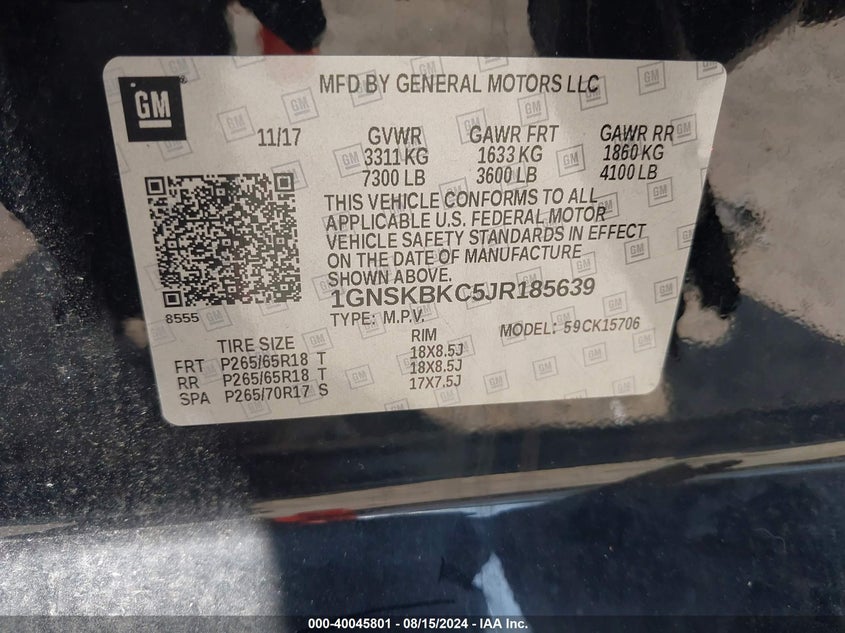 MFD BY GENERAL MOTORS LLC
GM
11/17 GVWR GAWR FRT GAWR RR
3311 KG 1633 KG 1860 KG
7300 LB 3600 LB 4100 LB
THIS VEHICLE CONFORMS TO ALL
APPLICABLE U.S. FEDERAL MOTOR
VEHICLE SAFETY STANDARDS IN EFFECT
ON THE DATE OF MANUFACTURE
SHOWN ABOVE.
8555
1GNSKBKC5JR185639
TYPE: M.P.V. MODEL: 59CK15706
TIRE SIZE RIM
FRT P265/65R18 T 18X8.5J
RR P265/65R18 T 18X8.5J
SPA P265/70R17 S 17X7.5J
000-40045801 - 08/15/2024 - IAA Inc.